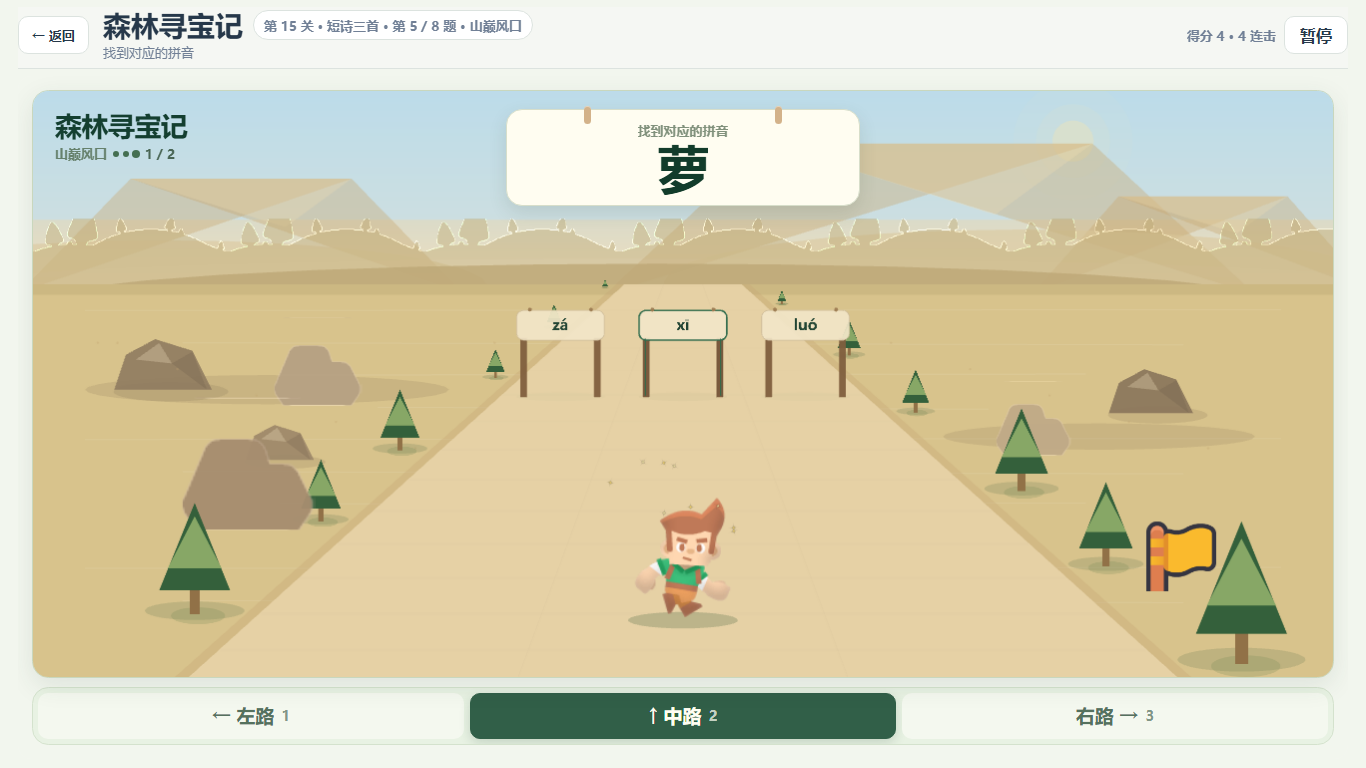 ← 返回
森林寻宝记
第 15 关 • 短诗三首 • 第 5 / 8 题 • 山巅风口
找到对应的拼音
得分 4 • 4 连击
暂停
森林寻宝记
山巅风口 ●●● 1 / 2
找到对应的拼音
萝
zá
xī
luó
← 左路 1
↑ 中路 2
右路 → 3